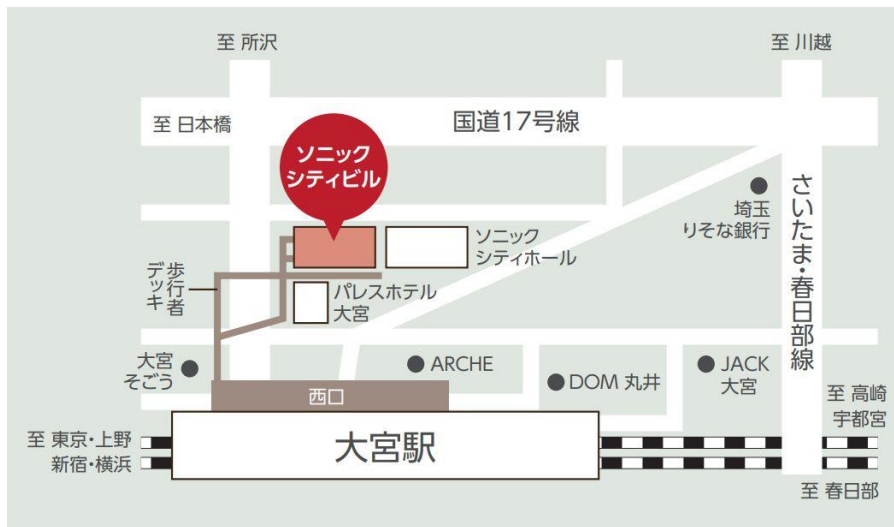 至 所沢
至 川越
至 日本橋
国道17号線
ソニック
シティビル
埼玉
りそな銀行
さいたま・春日部線
ソニック
シティホール
歩行者
デッキ
パレスホテル
大宮
大宮
そごう
ARCHE
DOM 丸井
JACK
大宮
西口
至 高崎
宇都宮
至 東京・上野
新宿・横浜
大宮駅
至 春日部